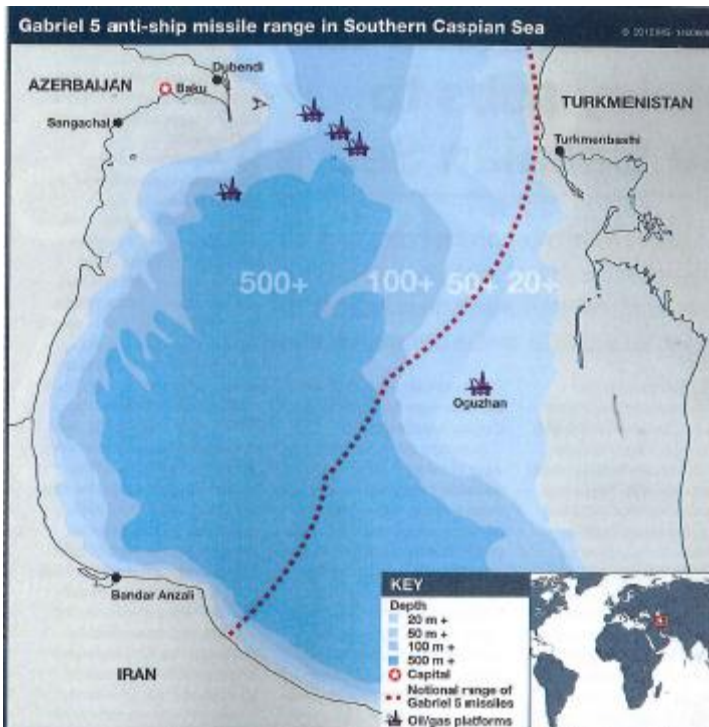 Gabriel 5 anti-ship missile range in Southern Caspian Sea
AZERBAIJAN
Dubendi
Baku
Sangachal
TURKMENISTAN
Turkmenbashi
500+
100+
50+
20+
Oguzhan
Bandar Anzali
IRAN
KEY
Depth
20 m +
50 m +
100 m +
500 m +
Capital
Notional range of
Gabriel 5 missiles
Oil/gas platforms